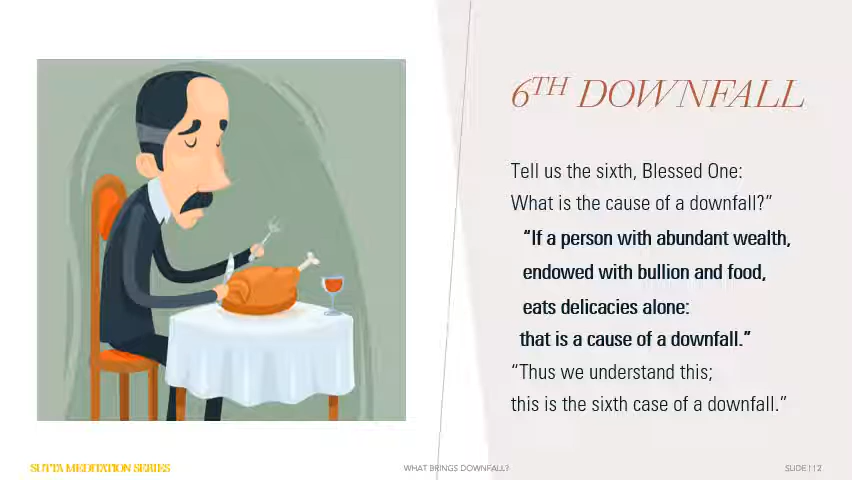 6TH DOWNFALL
Tell us the sixth, Blessed One:
What is the cause of a downfall?”
“If a person with abundant wealth,
endowed with bullion and food,
eats delicacies alone:
that is a cause of a downfall.”
“Thus we understand this;
this is the sixth case of a downfall.”
SUTTA MEDITATION SERIES
WHAT BRINGS DOWNFALL?
SLIDE | 12